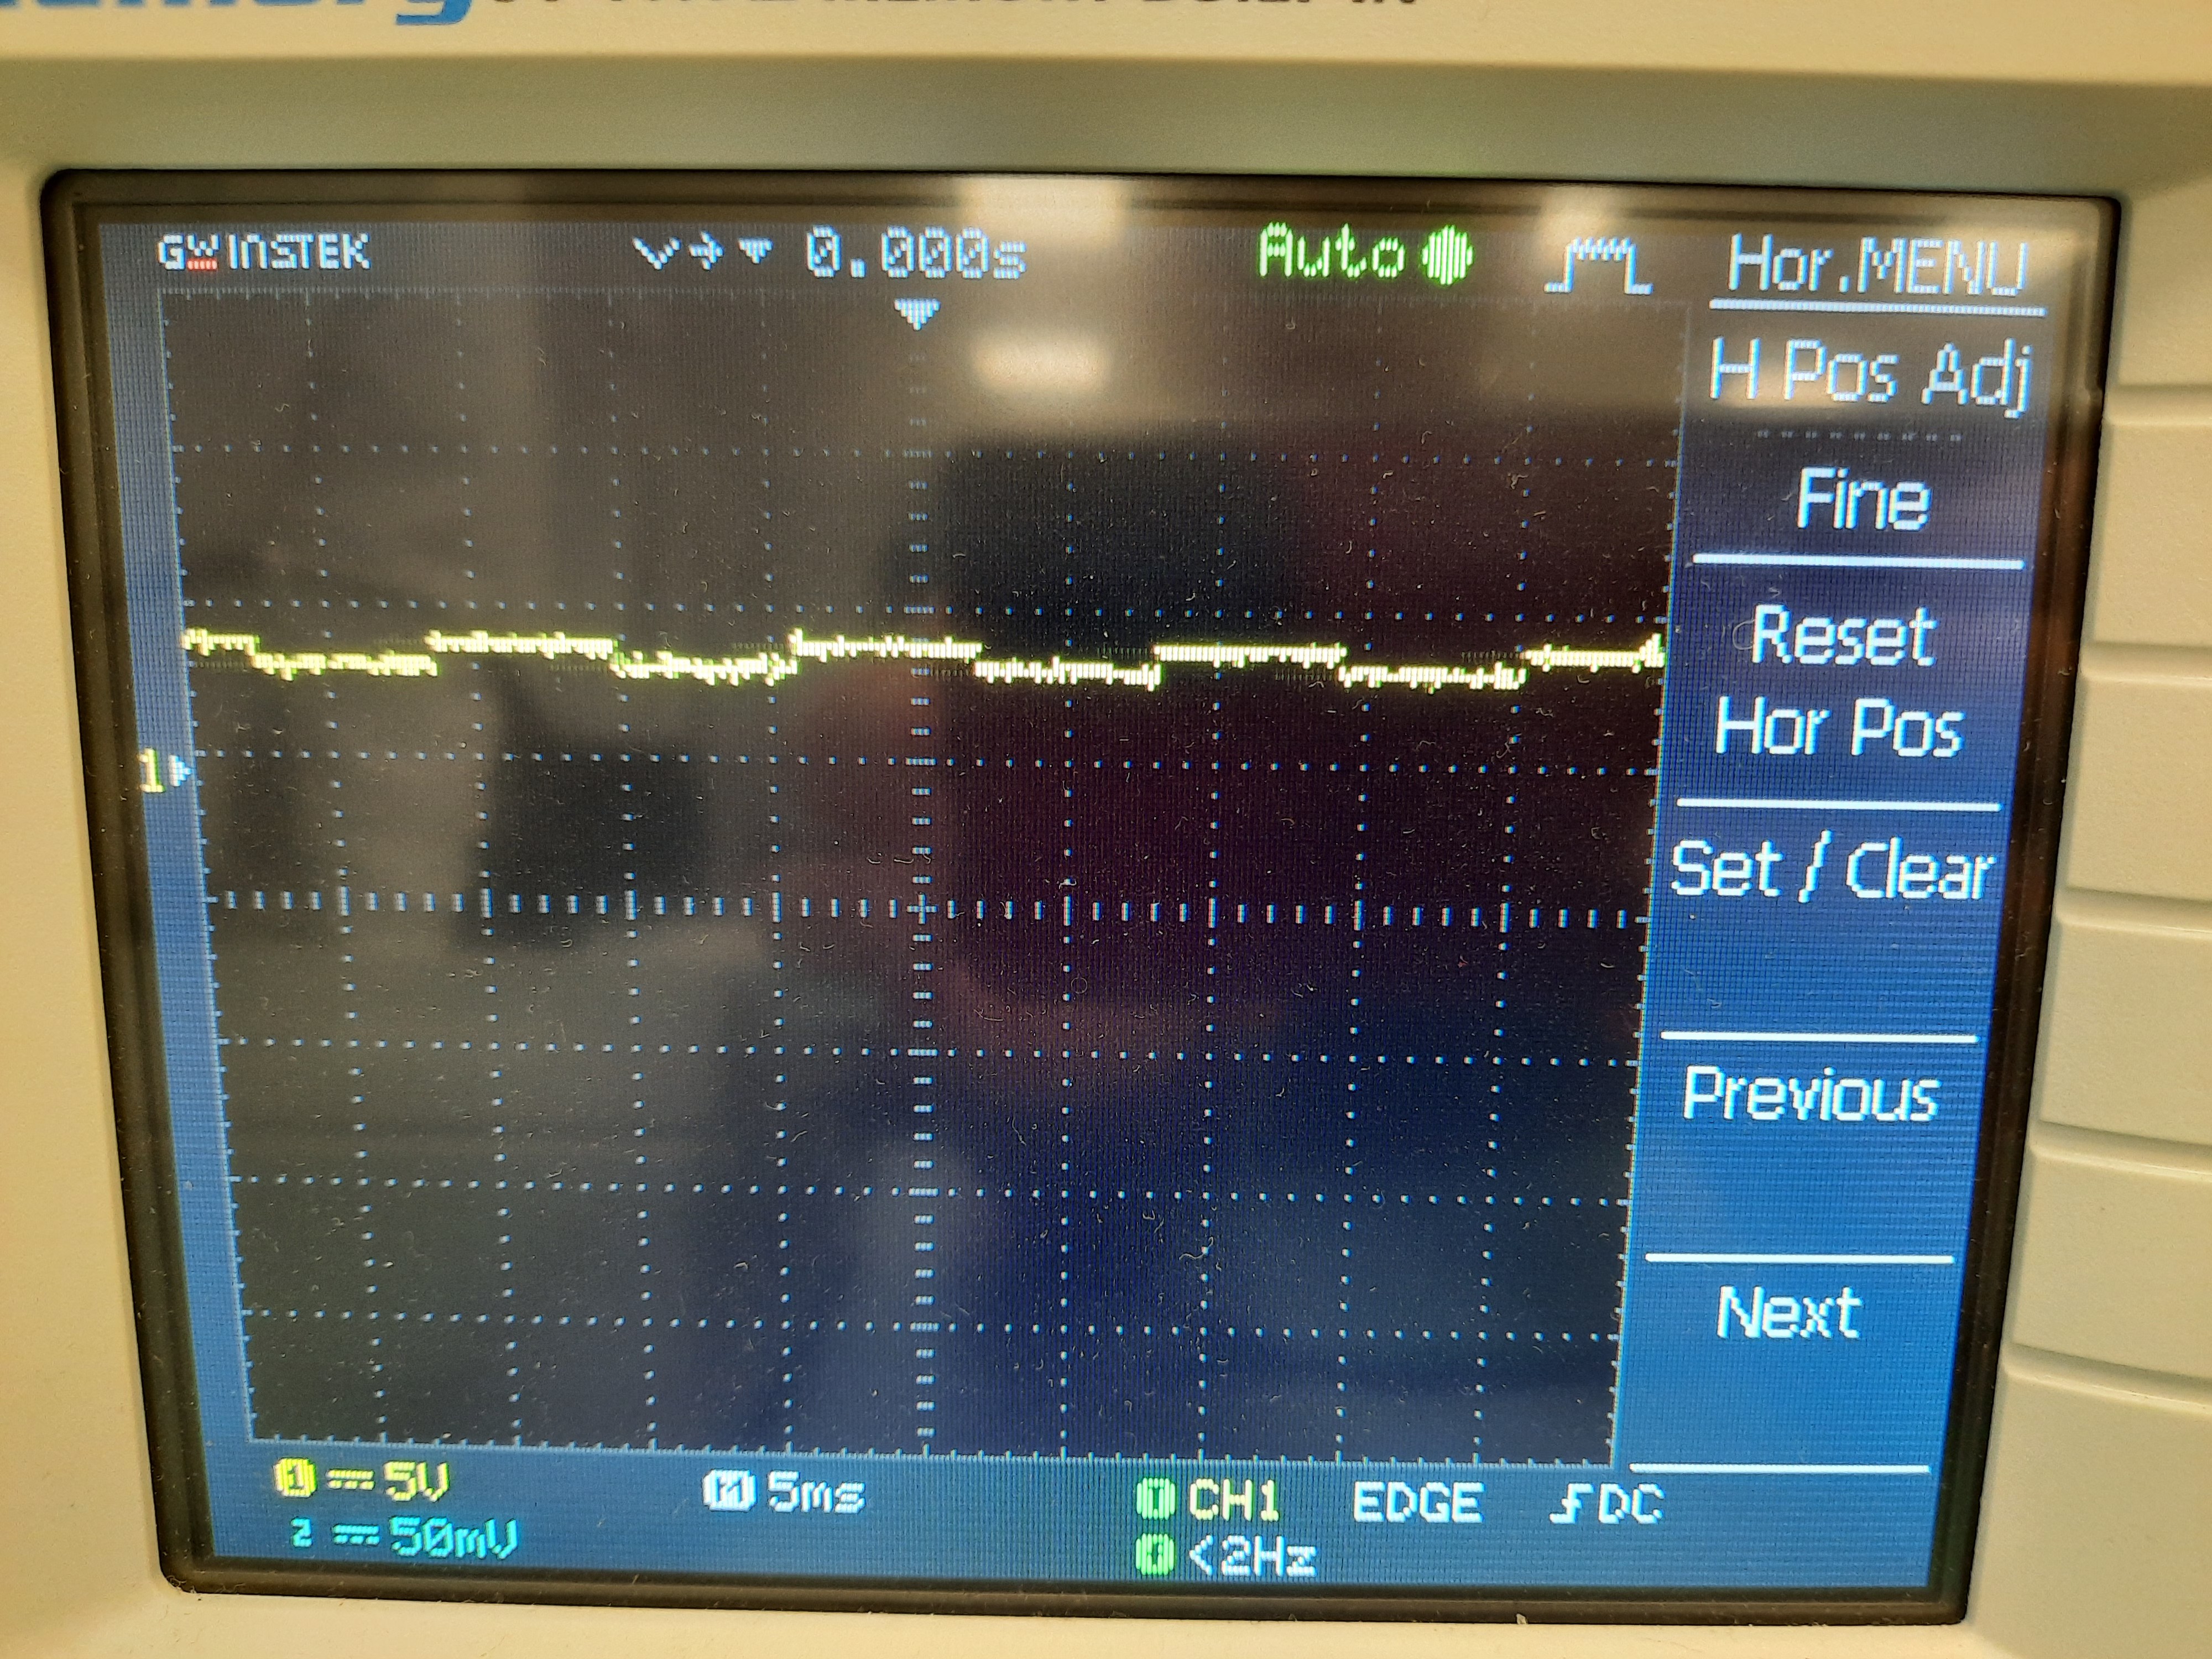 GW INSTEK
0.000s
Auto
Hor.MENU
H Pos Adj
Fine
Reset
Hor Pos
Set / Clear
Previous
Next
1
1 5V
M 5ms
CH1 EDGE DC
2 50mV
<2Hz